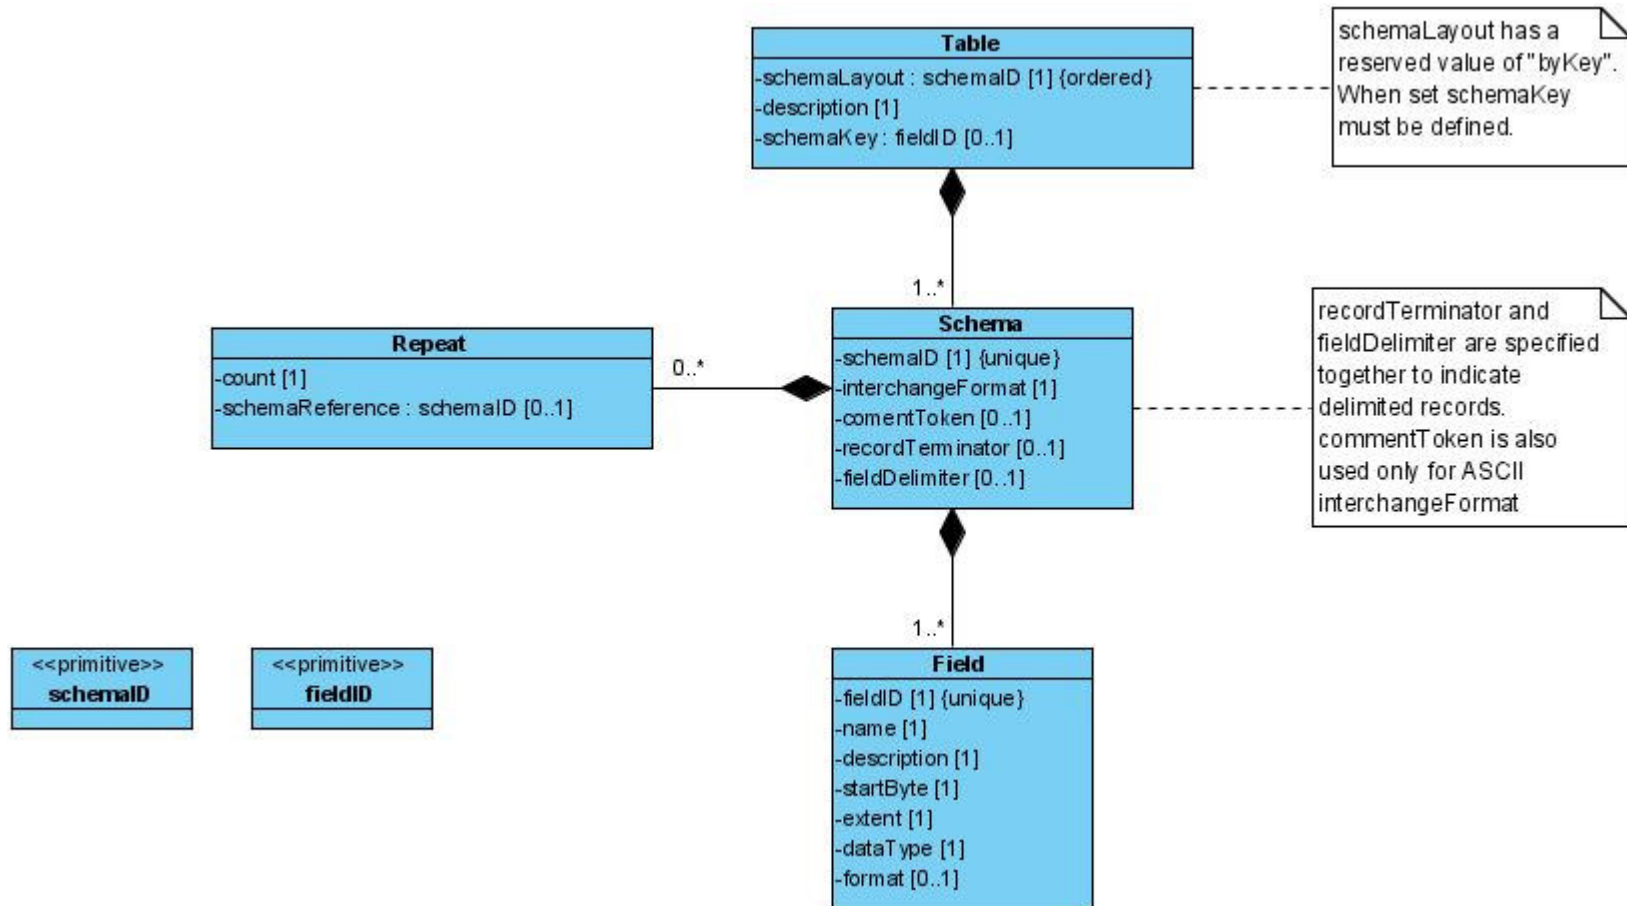 Table
-schemaLayout : schemaID [1] {ordered}
-description [1]
-schemaKey : fieldID [0..1]
schemaLayout has a
reserved value of "byKey".
When set schemaKey
must be defined.
1..*
Repeat
-count [1]
-schemaReference : schemaID [0..1]
0..*
Schema
-schemaID [1] {unique}
-interchangeFormat [1]
-comentToken [0..1]
-recordTerminator [0..1]
-fieldDelimiter [0..1]
recordTerminator and
fieldDelimiter are specified
together to indicate
delimited records.
commentToken is also
used only for ASCII
interchangeFormat
1..*
<<primitive>>
schemaID
<<primitive>>
fieldID
Field
-fieldID [1] {unique}
-name [1]
-description [1]
-startByte [1]
-extent [1]
-dataType [1]
-format [0..1]